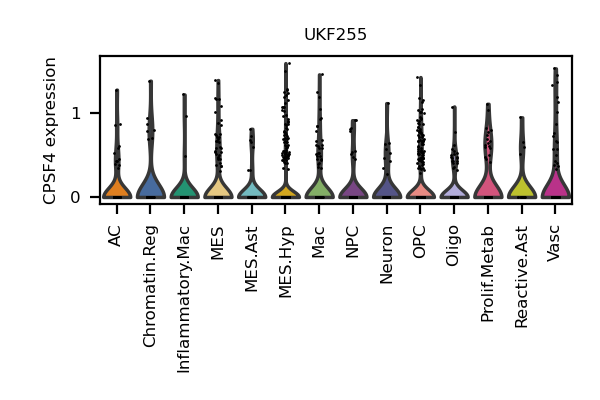 UKF255
CPSF4 expression
1
0
AC
Chromatin.Reg
Inflammatory.Mac
MES
MES.Ast
MES.Hyp
Mac
NPC
Neuron
OPC
Oligo
Prolif.Metab
Reactive.Ast
Vasc